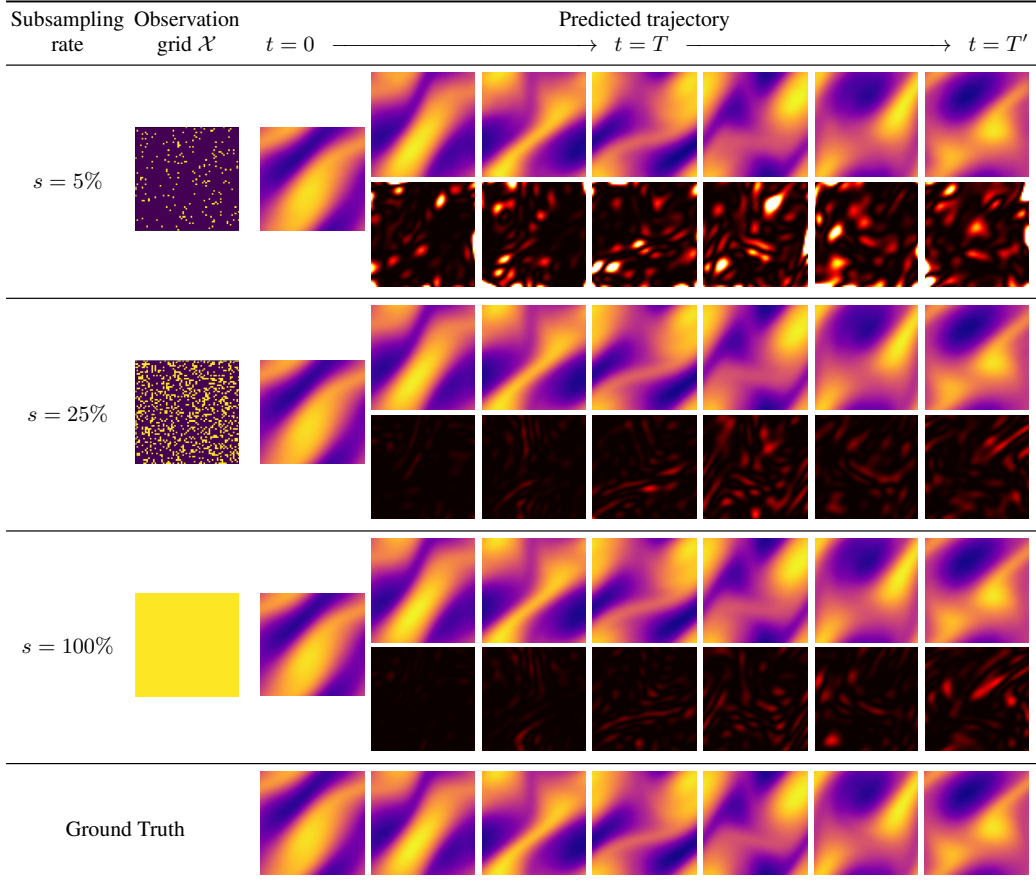 Subsampling rate
Observation grid 𝒳
Predicted trajectory
t = 0 ⟶ t = T ⟶ t = T′
s = 5%
s = 25%
s = 100%
Ground Truth